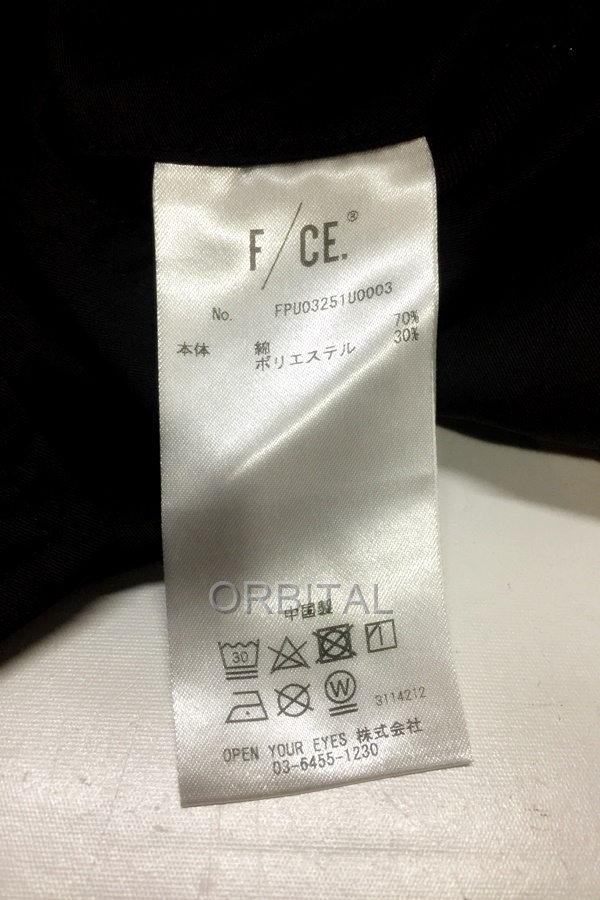 F/CE.®
No. FPU03251U0003
本体 綿 70%
ポリエステル 30%
ORBITAL
中国製
30
W
3114212
OPEN YOUR EYES 株式会社
03-6455-1230